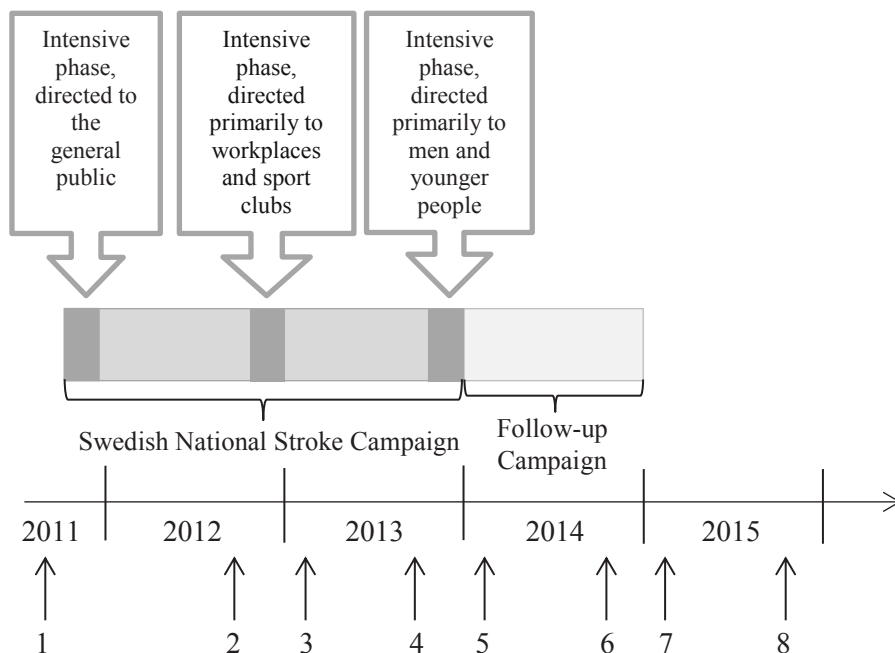 Intensive
phase,
directed to
the
general
public
Intensive
phase,
directed
primarily to
workplaces
and sport
clubs
Intensive
phase,
directed
primarily to
men and
younger
people
Swedish National Stroke Campaign
Follow-up
Campaign
2011 2012 2013 2014 2015
1 2 3 4 5 6 7 8